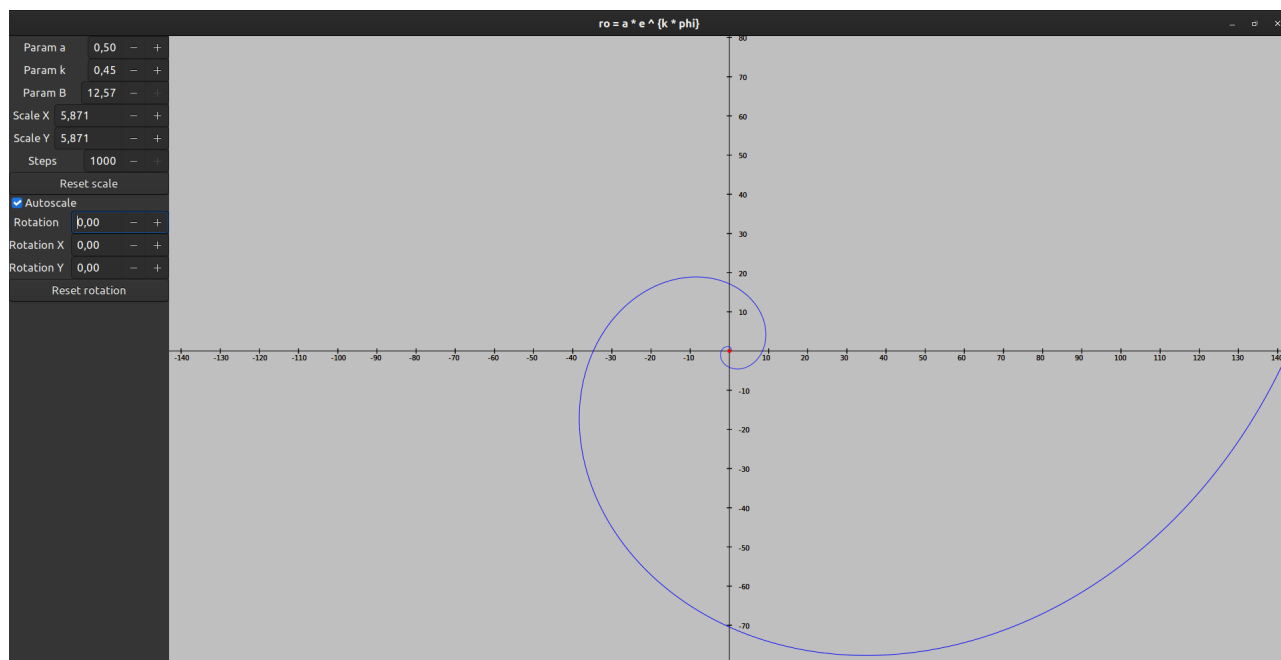 ro = a * e ^ {k * phi}
Param a 0,50 − +
Param k 0,45 − +
Param B 12,57 − +
Scale X 5,871 − +
Scale Y 5,871 − +
Steps 1000 − +
Reset scale
Autoscale
Rotation 0,00 − +
Rotation X 0,00 − +
Rotation Y 0,00 − +
Reset rotation
80
70
60
50
40
30
20
10
-140 -130 -120 -110 -100 -90 -80 -70 -60 -50 -40 -30 -20 -10 10 20 30 40 50 60 70 80 90 100 110 120 130 140
-10
-20
-30
-40
-50
-60
-70